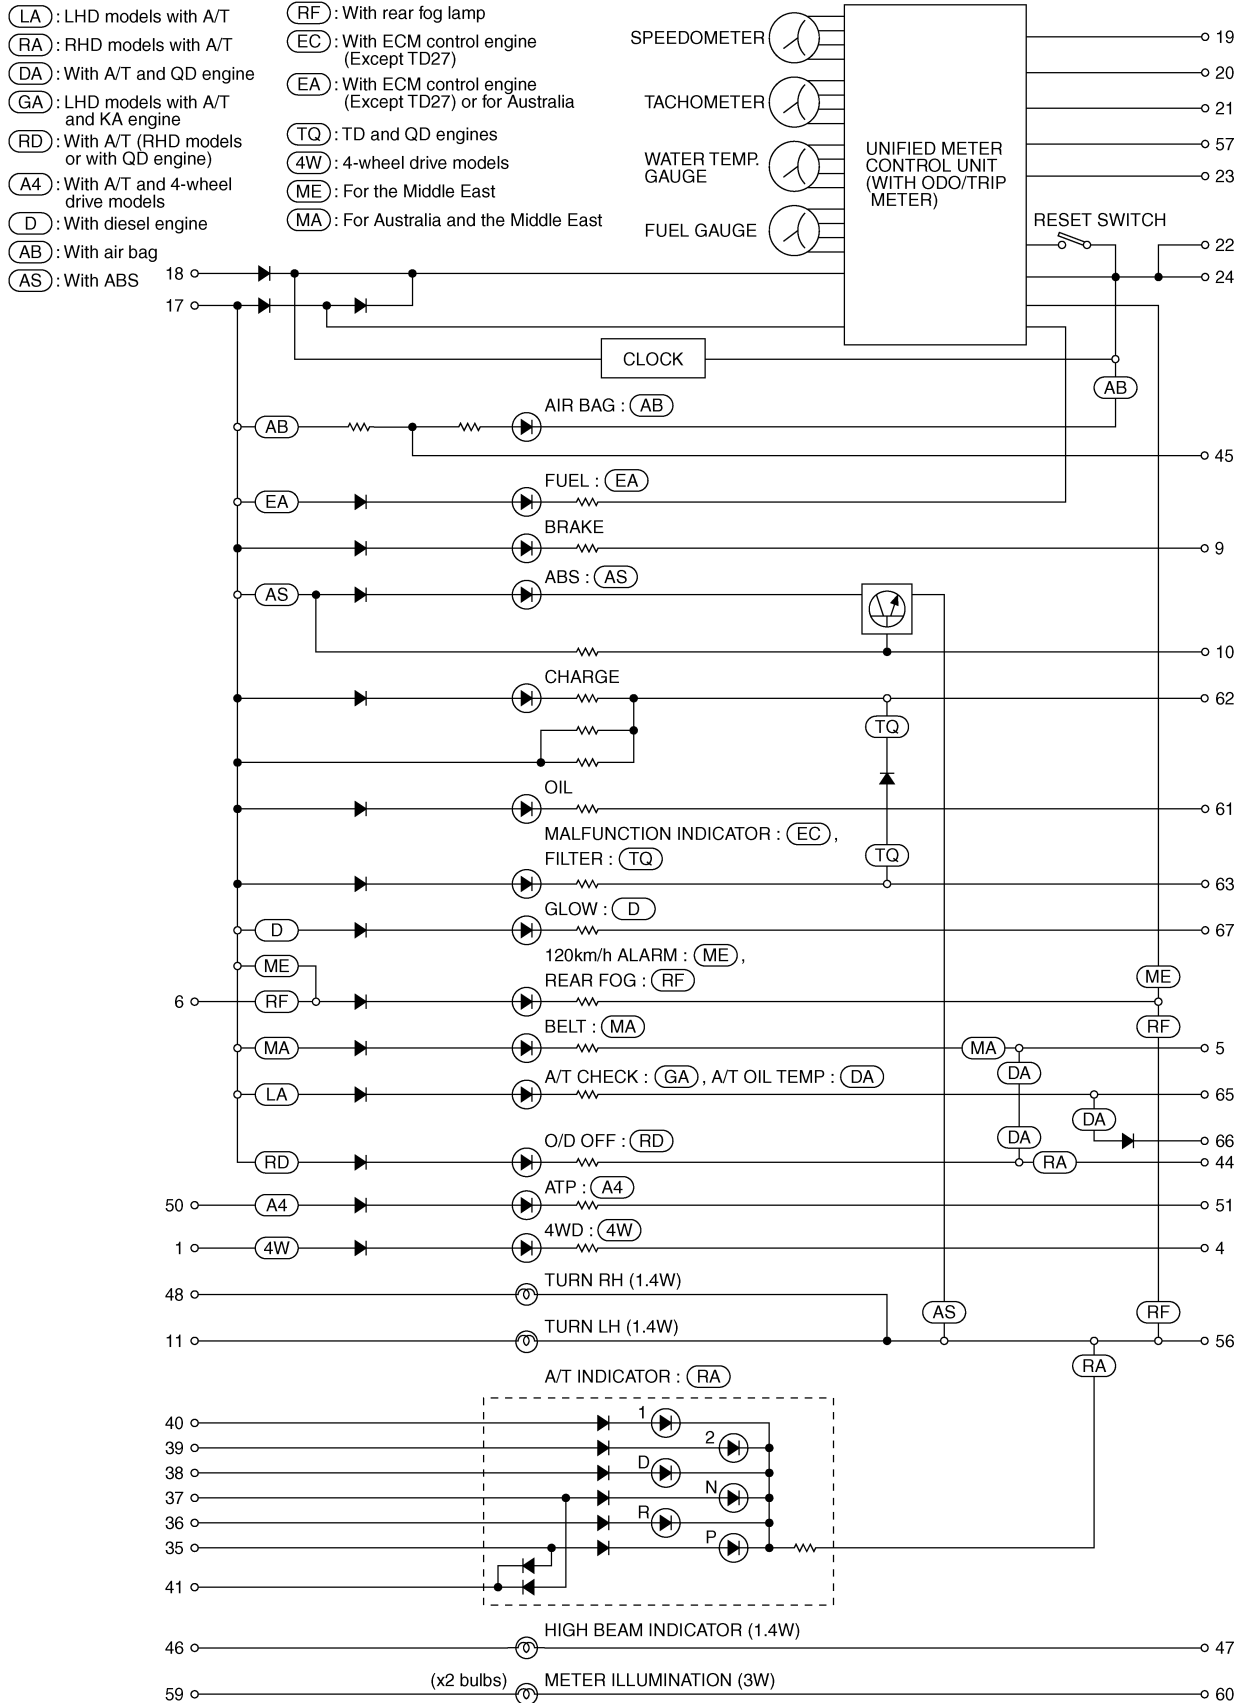 LA : LHD models with A/T
RA : RHD models with A/T
DA : With A/T and QD engine
GA : LHD models with A/T
and KA engine
RD : With A/T (RHD models
or with QD engine)
A4 : With A/T and 4-wheel
drive models
D : With diesel engine
AB : With air bag
AS : With ABS
RF : With rear fog lamp
EC : With ECM control engine
(Except TD27)
EA : With ECM control engine
(Except TD27) or for Australia
TQ : TD and QD engines
4W : 4-wheel drive models
ME : For the Middle East
MA : For Australia and the Middle East
SPEEDOMETER
TACHOMETER
WATER TEMP.
GAUGE
FUEL GAUGE
UNIFIED METER
CONTROL UNIT
(WITH ODO/TRIP
METER)
19
20
21
57
23
RESET SWITCH
22
24
18
17
CLOCK
AB
AIR BAG : AB
AB
45
FUEL : EA
EA
BRAKE
9
ABS : AS
AS
10
CHARGE
62
TQ
OIL
61
MALFUNCTION INDICATOR : EC ,
FILTER : TQ
TQ
63
GLOW : D
D
67
120km/h ALARM : ME ,
ME
REAR FOG : RF
ME
6
RF
BELT : MA
RF
MA
MA
5
A/T CHECK : GA , A/T OIL TEMP : DA
DA
LA
65
DA
O/D OFF : RD
DA
66
RD
RA
44
ATP : A4
50
A4
51
4WD : 4W
1
4W
4
TURN RH (1.4W)
48
AS
RF
TURN LH (1.4W)
11
56
A/T INDICATOR : RA
RA
40
1
39
2
38
D
37
N
36
R
35
P
41
HIGH BEAM INDICATOR (1.4W)
46
47
(x2 bulbs) METER ILLUMINATION (3W)
59
60